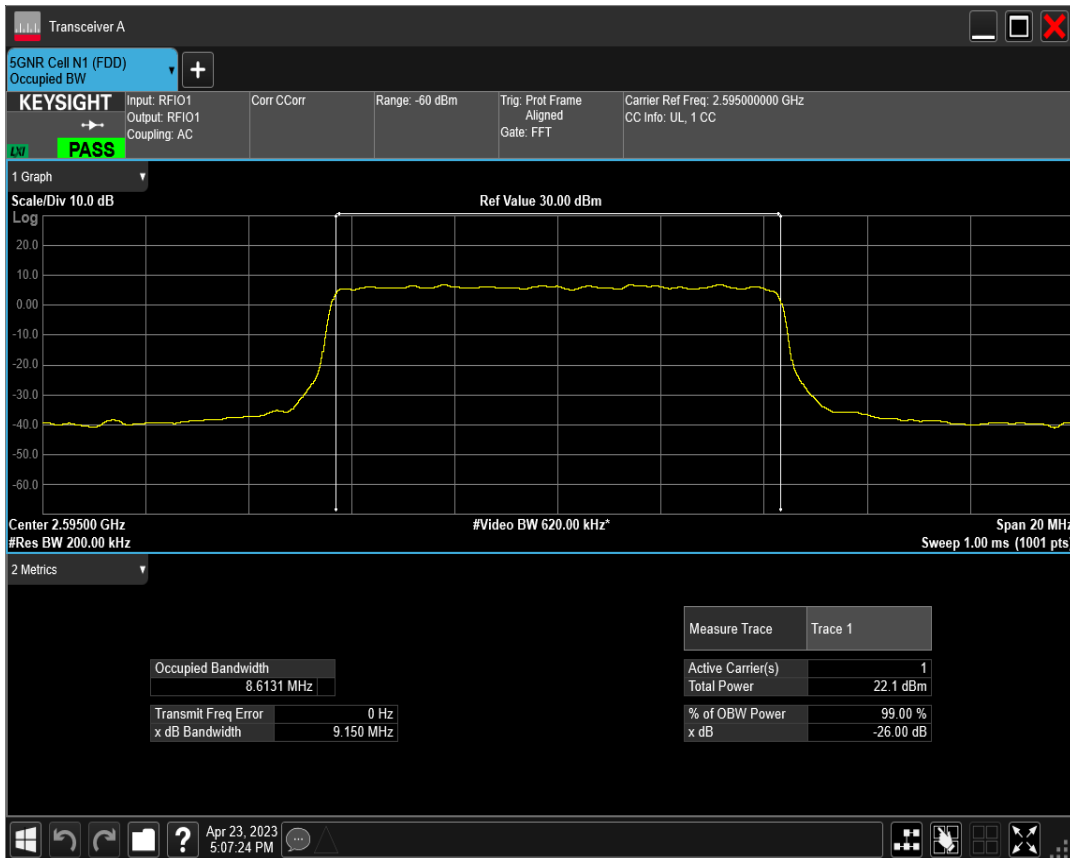 Transceiver A
5GNR Cell N1 (FDD)
Occupied BW
+
KEYSIGHT
LXI
PASS
Input: RFIO1
Output: RFIO1
Coupling: AC
Corr CCorr
Range: -60 dBm
Trig: Prot Frame
Aligned
Gate: FFT
Carrier Ref Freq: 2.595000000 GHz
CC Info: UL, 1 CC
1 Graph
Scale/Div 10.0 dB
Ref Value 30.00 dBm
Log
20.0
10.0
0.00
-10.0
-20.0
-30.0
-40.0
-50.0
-60.0
Center 2.59500 GHz
#Video BW 620.00 kHz*
Span 20 MHz
#Res BW 200.00 kHz
Sweep 1.00 ms (1001 pts)
2 Metrics
Measure Trace Trace 1
Occupied Bandwidth
8.6131 MHz
Active Carrier(s) 1
Total Power 22.1 dBm
Transmit Freq Error 0 Hz
x dB Bandwidth 9.150 MHz
% of OBW Power 99.00 %
x dB -26.00 dB
?
Apr 23, 2023
5:07:24 PM